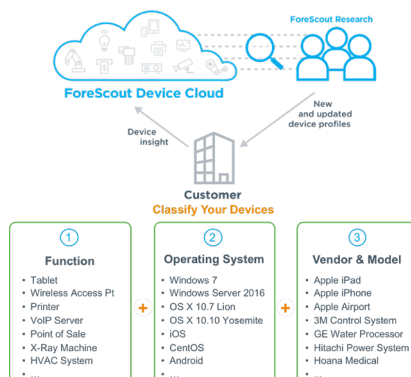 ForeScout Research
ForeScout Device Cloud
New
and updated
device profiles
Device
insight
Customer
Classify Your Devices
1
Function
• Tablet
• Wireless Access Pt
• Printer
• VoIP Server
• Point of Sale
• X-Ray Machine
• HVAC System
• ...
+
2
Operating System
• Windows 7
• Windows Server 2016
• OS X 10.7 Lion
• OS X 10.10 Yosemite
• iOS
• CentOS
• Android
• ...
+
3
Vendor & Model
• Apple iPad
• Apple iPhone
• Apple Airport
• 3M Control System
• GE Water Processor
• Hitachi Power System
• Hoana Medical
• ...